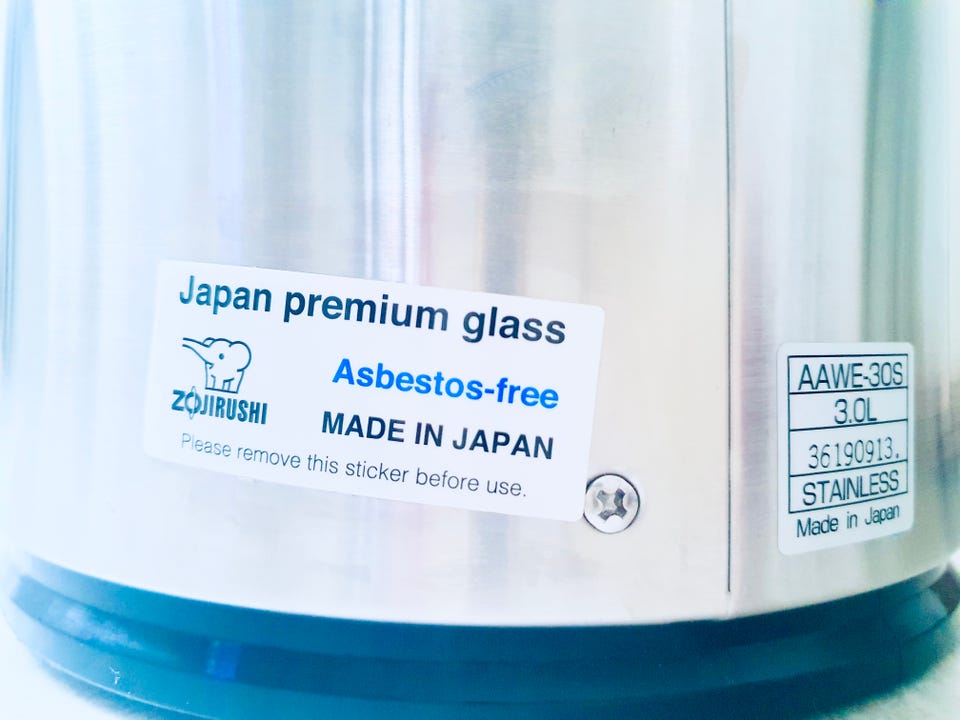 Japan premium glass
Asbestos-free
ZOJIRUSHI
MADE IN JAPAN
Please remove this sticker before use.
AAWE-30S
3.0L
36190913.
STAINLESS
Made in Japan